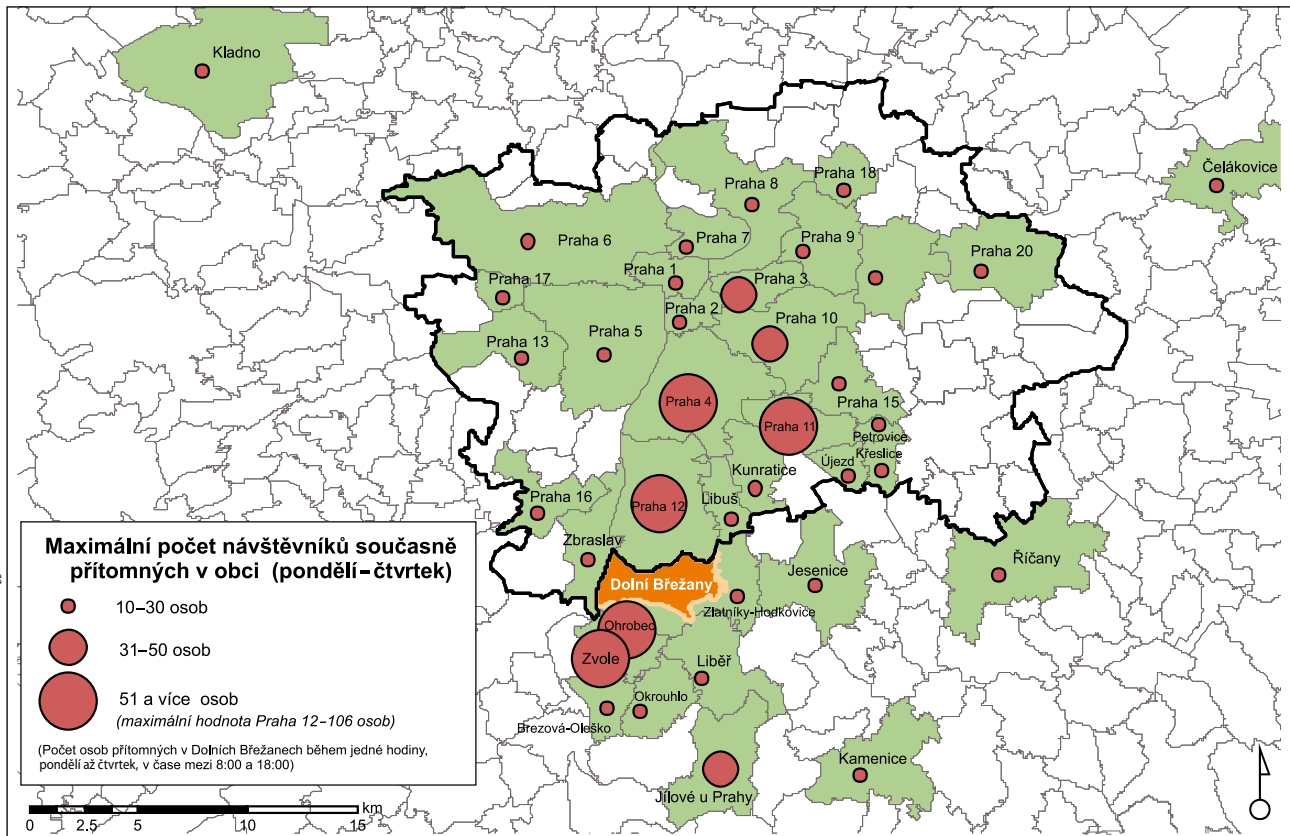 Kladno
Čelákovice
Praha 18
Praha 8
Praha 6
Praha 7
Praha 9
Praha 20
Praha 1
Praha 3
Praha 17
Praha 2
Praha 10
Praha 5
Praha 13
Praha 4
Praha 15
Praha 11
Petrovice
Křeslice
Újezd
Kunratice
Praha 16
Praha 12
Libuš
Zbraslav
Dolní Břežany
Jesenice
Říčany
Zlatníky-Hodkovice
Ohrobec
Zvole
Liběř
Okrouhlo
Brezová-Oleško
Kamenice
Jílové u Prahy
Maximální počet návštěvníků současně
přítomných v obci (pondělí–čtvrtek)
10–30 osob
31–50 osob
51 a více osob
(maximální hodnota Praha 12–106 osob)
(Počet osob přítomných v Dolních Břežanech během jedné hodiny,
pondělí až čtvrtek, v čase mezi 8:00 a 18:00)
km
0 2.5 5 10 15